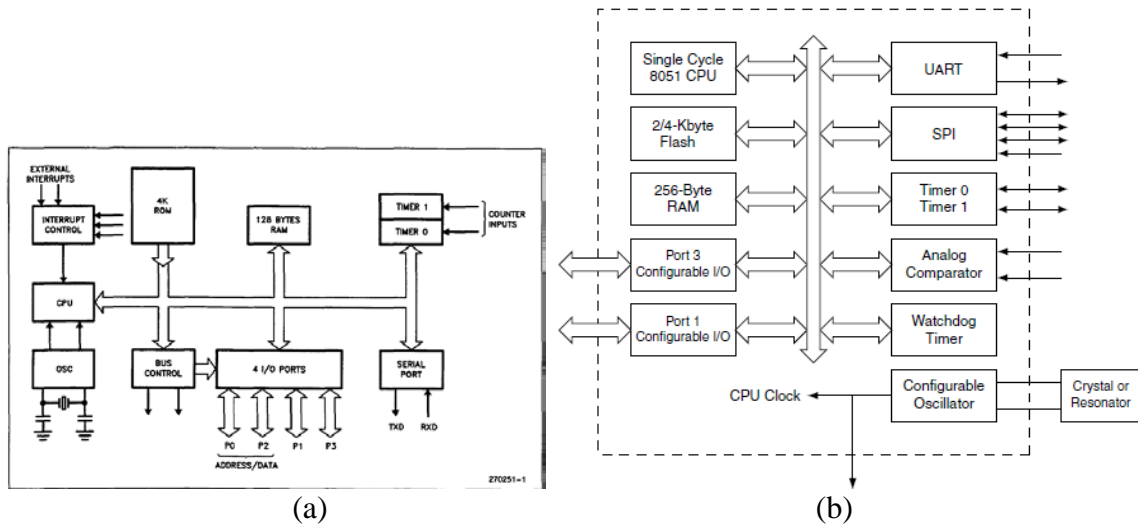 EXTERNAL
INTERRUPTS
INTERRUPT
CONTROL
4K
ROM
128 BYTES
RAM
TIMER 1
TIMER 0
COUNTER
INPUTS
CPU
OSC
BUS
CONTROL
4 I/O PORTS
SERIAL
PORT
TXD
RXD
P0
P2
P1
P3
ADDRESS/DATA
270251-1
(a)
Single Cycle
8051 CPU
UART
2/4-Kbyte
Flash
SPI
256-Byte
RAM
Timer 0
Timer 1
Port 3
Configurable I/O
Analog
Comparator
Port 1
Configurable I/O
Watchdog
Timer
CPU Clock
Configurable
Oscillator
Crystal or
Resonator
(b)